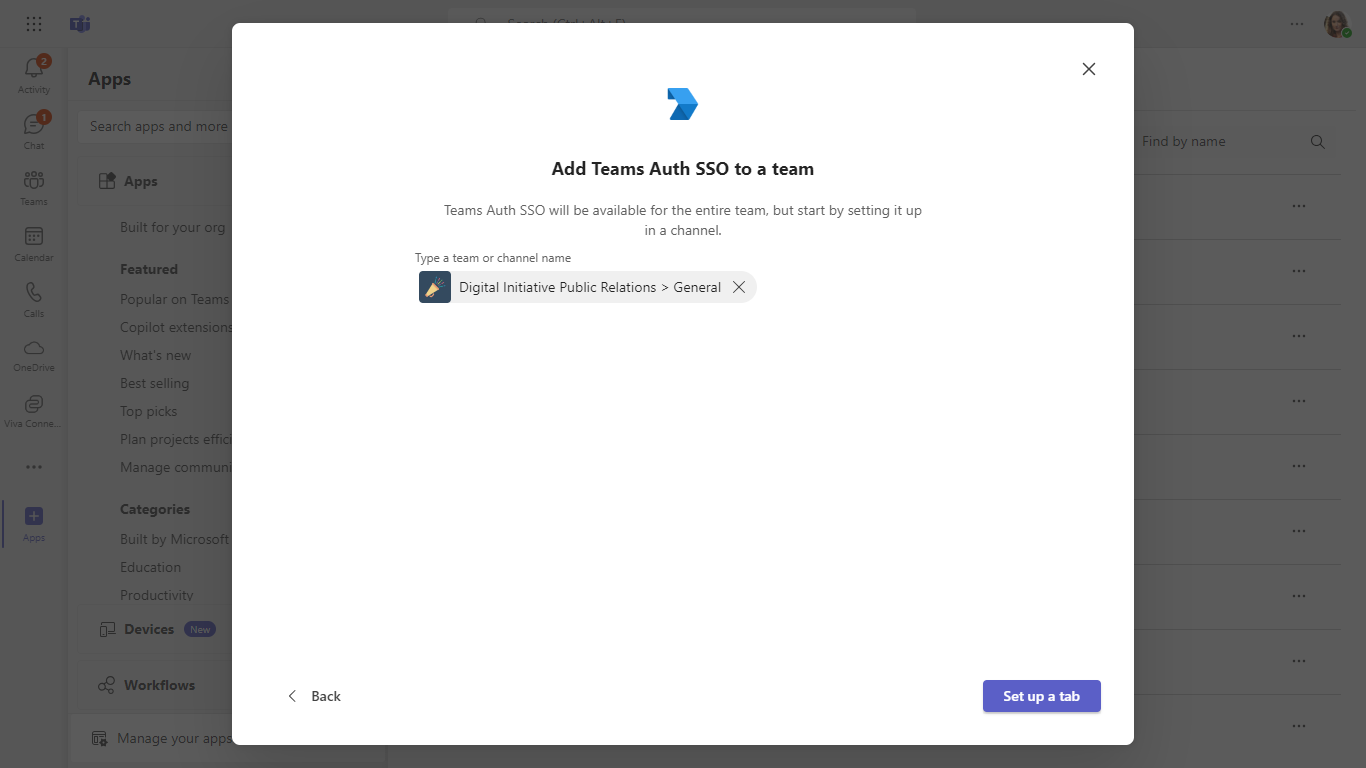 Search (Ctrl+Alt+E)
2
Activity
1
Chat
Teams
Calendar
Calls
OneDrive
Viva Conne...
Apps
Apps
Search apps and more
Apps
Built for your org
Featured
Popular on Teams
Copilot extensions
What's new
Best selling
Top picks
Plan projects effici
Manage communi
Categories
Built by Microsoft
Education
Productivity
Devices New
Workflows
Manage your apps
Find by name
Add Teams Auth SSO to a team
Teams Auth SSO will be available for the entire team, but start by setting it up
in a channel.
Type a team or channel name
Digital Initiative Public Relations > General
Back
Set up a tab